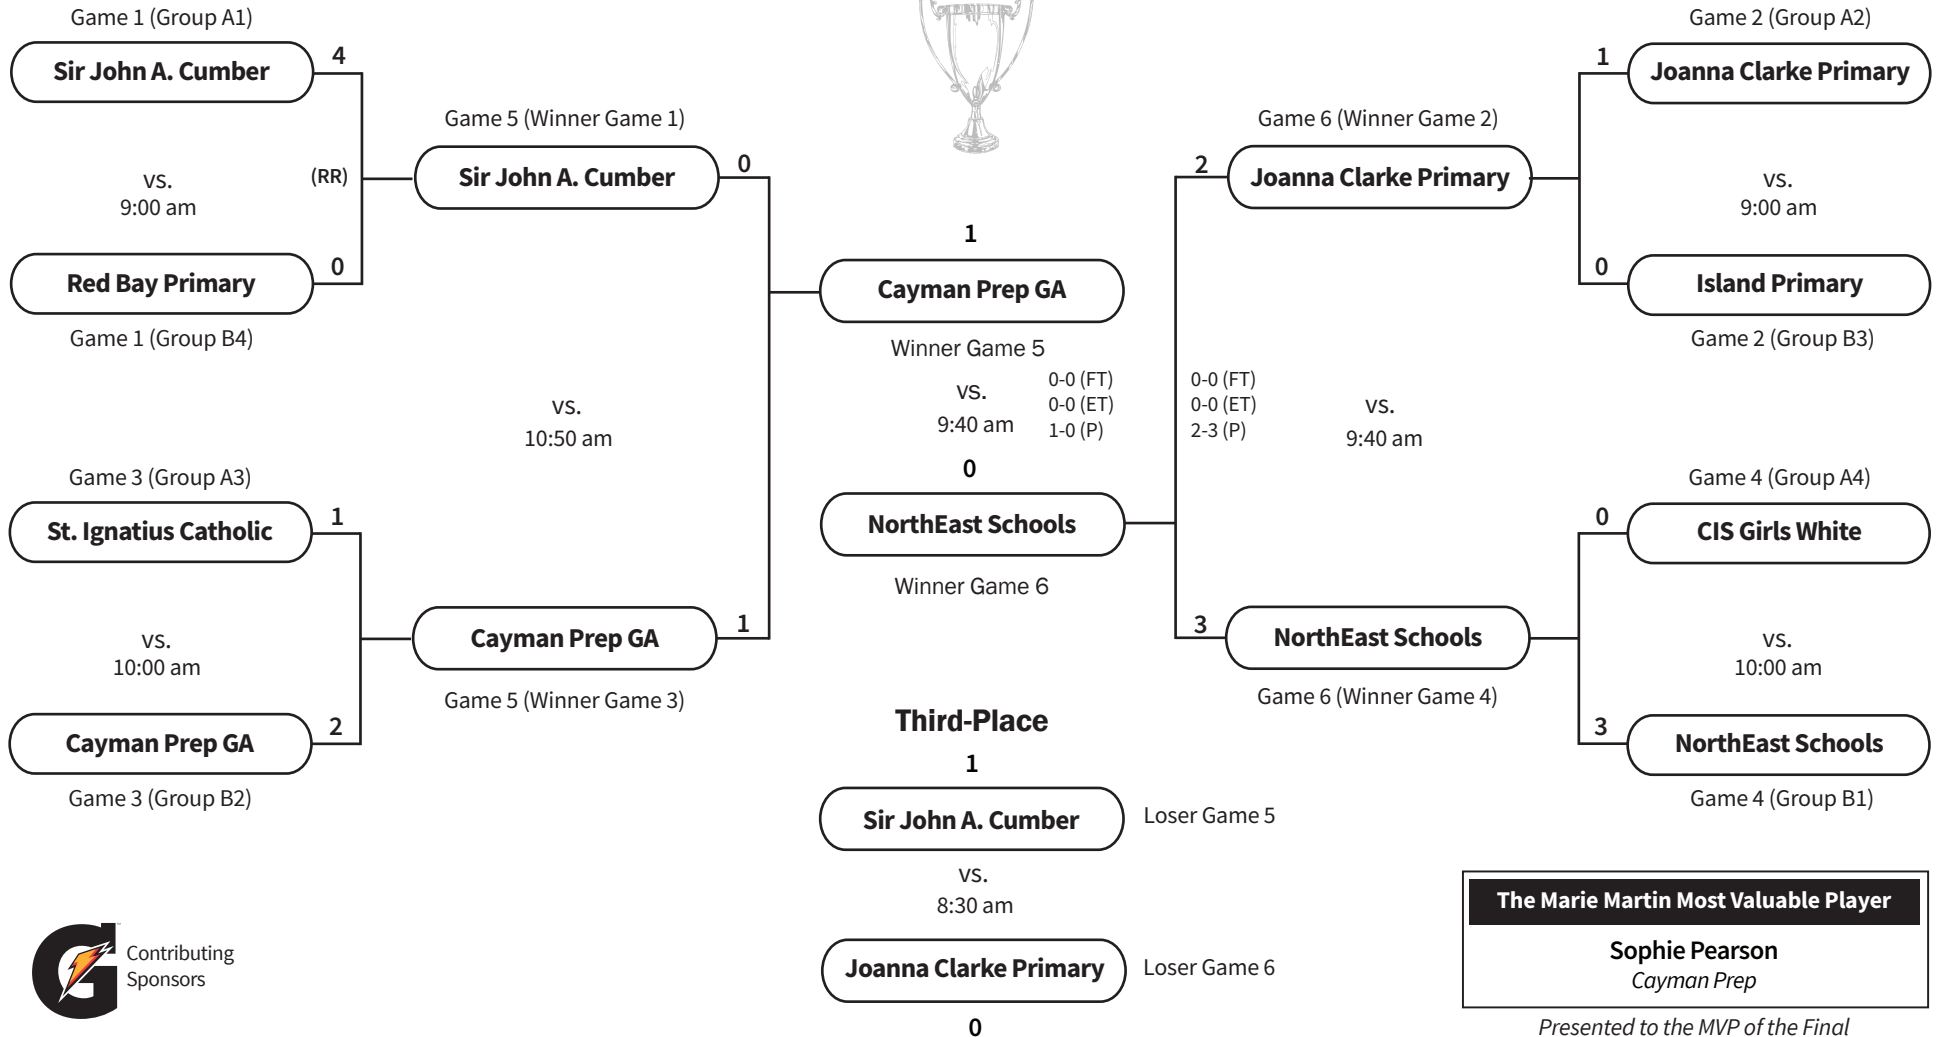 Game 1 (Group A1)
Sir John A. Cumber
4
vs.
9:00 am
(RR)
Red Bay Primary
0
Game 1 (Group B4)
Game 5 (Winner Game 1)
Sir John A. Cumber
0
vs.
10:50 am
Game 3 (Group A3)
St. Ignatius Catholic
1
vs.
10:00 am
Cayman Prep GA
2
Game 3 (Group B2)
Cayman Prep GA
1
Game 5 (Winner Game 3)
1
Cayman Prep GA
Winner Game 5
vs.
9:40 am
0-0 (FT)
0-0 (ET)
1-0 (P)
0
NorthEast Schools
Winner Game 6
Game 6 (Winner Game 2)
2
Joanna Clarke Primary
0-0 (FT)
0-0 (ET)
2-3 (P)
vs.
9:40 am
3
NorthEast Schools
Game 6 (Winner Game 4)
Game 2 (Group A2)
1
Joanna Clarke Primary
vs.
9:00 am
0
Island Primary
Game 2 (Group B3)
Game 4 (Group A4)
0
CIS Girls White
vs.
10:00 am
3
NorthEast Schools
Game 4 (Group B1)
Third-Place
1
Sir John A. Cumber
Loser Game 5
vs.
8:30 am
Joanna Clarke Primary
Loser Game 6
0
G
Contributing
Sponsors
The Marie Martin Most Valuable Player
Sophie Pearson
Cayman Prep
Presented to the MVP of the Final